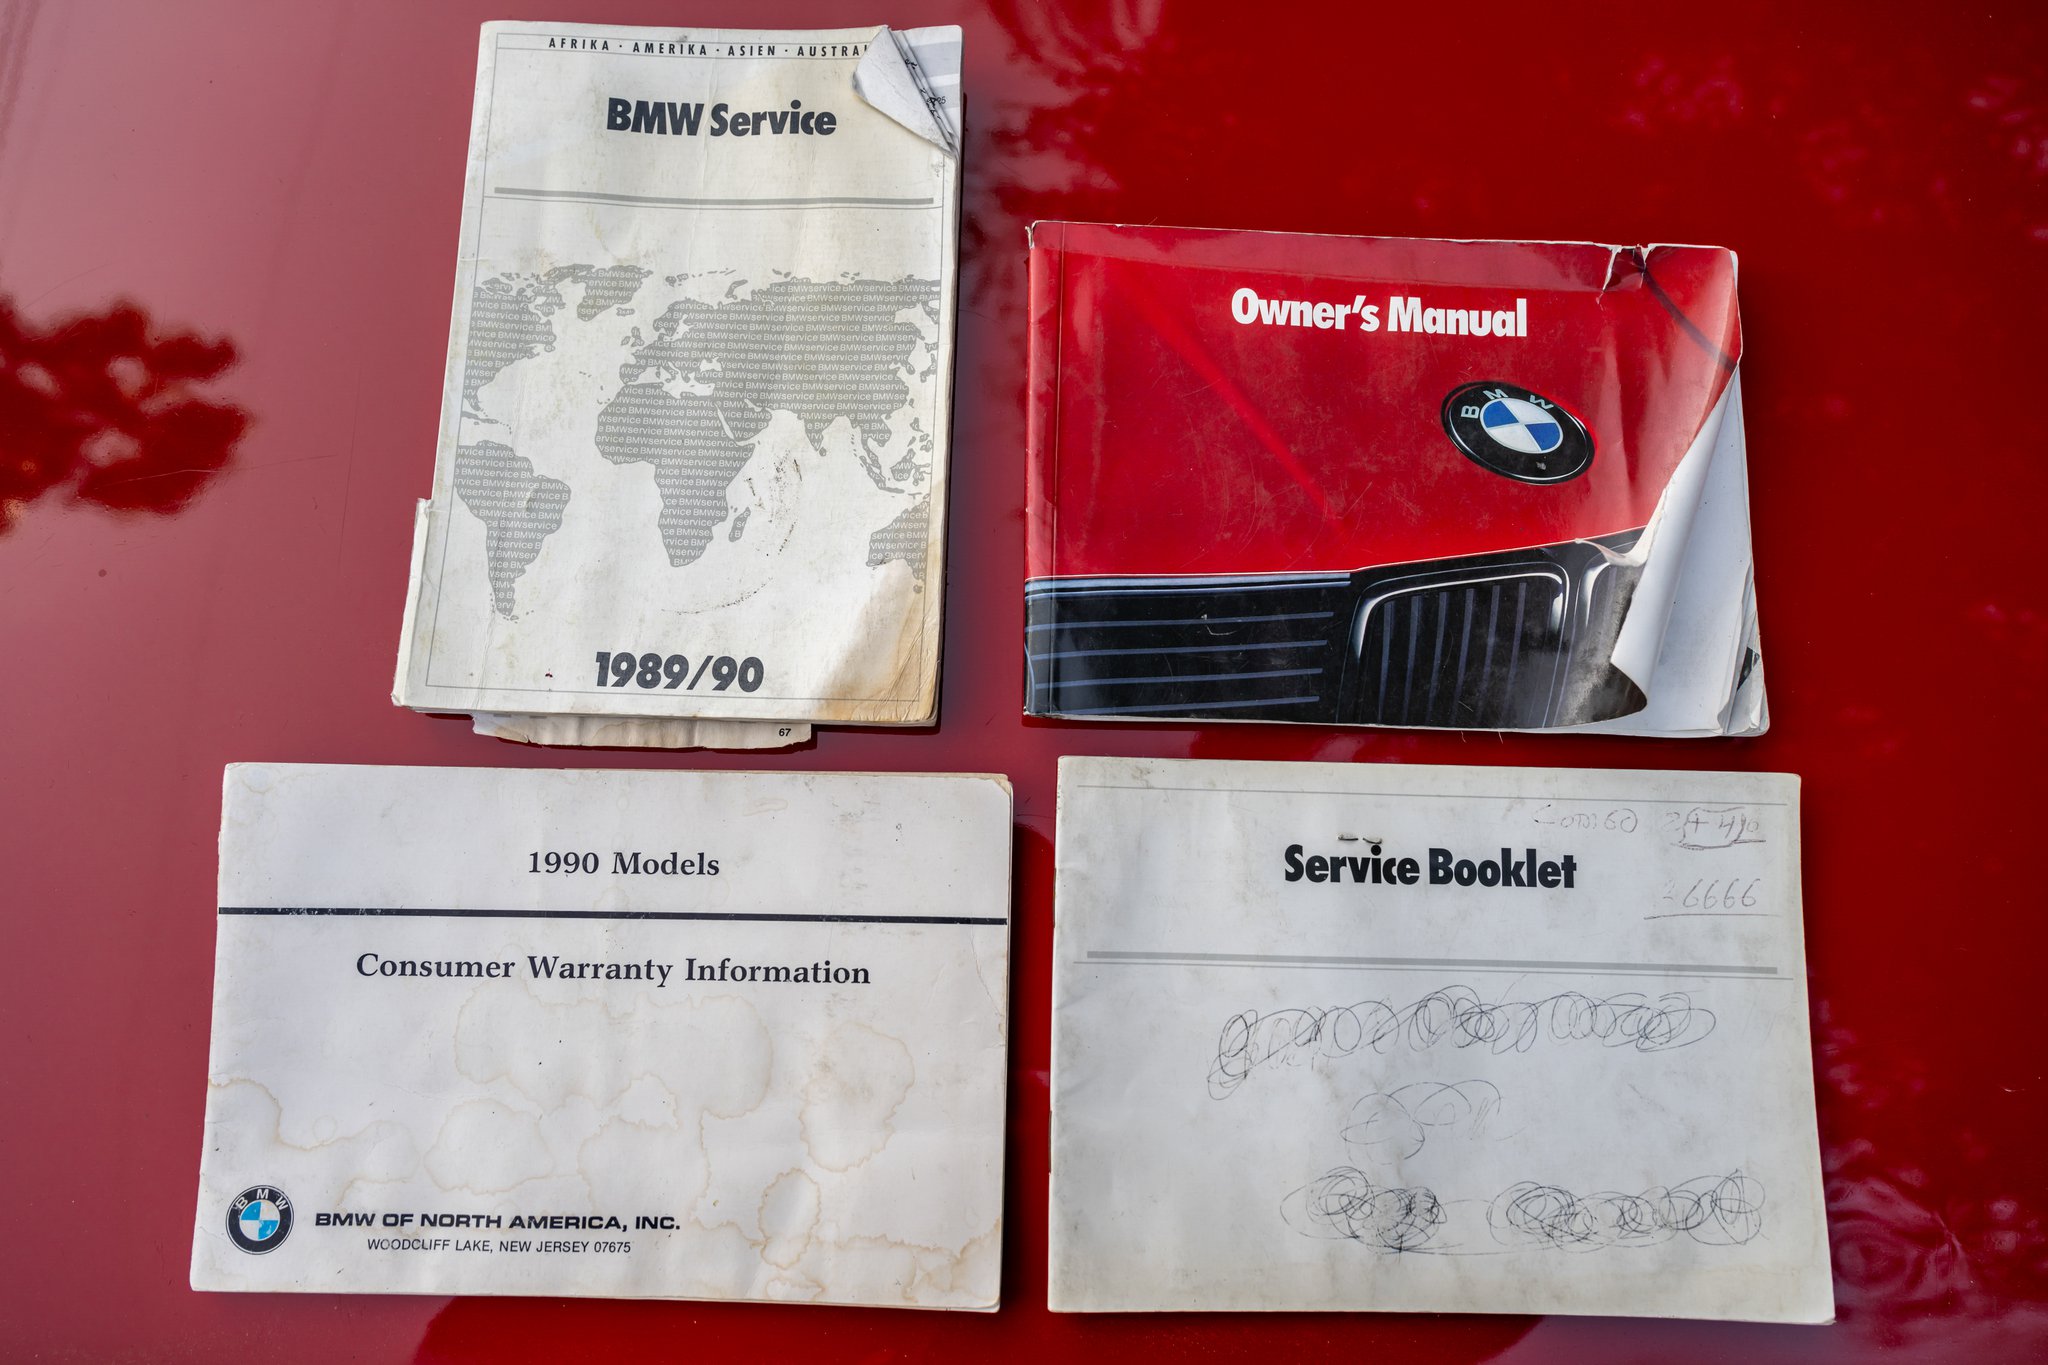 AFRIKA · AMERIKA · ASIEN · AUSTRAL
BMW Service
1989/90
67
Owner's Manual
BMW
1990 Models
Consumer Warranty Information
BMW
BMW OF NORTH AMERICA, INC.
WOODCLIFF LAKE, NEW JERSEY 07675
Service Booklet
6666